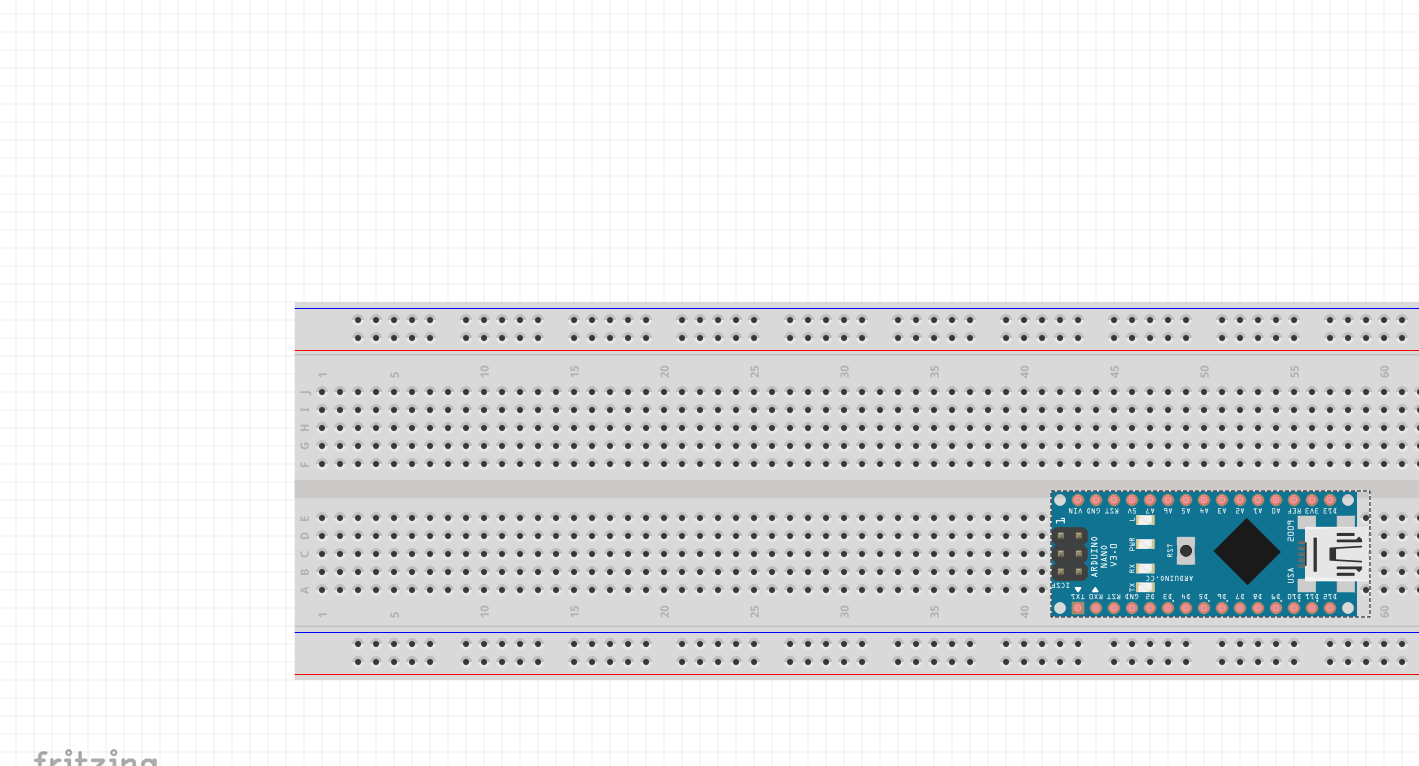 1 5 10 15 20 25 30 35 40 45 50 55 60
J
I
H
G
F
E
D
C
B
A
VIN GND RST 5V A7 A6 A5 A4 A3 A2 A1 A0 REF 3V3 D13
1
L
PWR
RX
TX
ICSP
ARDUINO
NANO
V3.0
RST
ARDUINO.CC
2009
USA
TX1 RX0 RST GND D2 D3 D4 D5 D6 D7 D8 D9 D10 D11 D12
1 5 10 15 20 25 30 35 40 60
fritzing